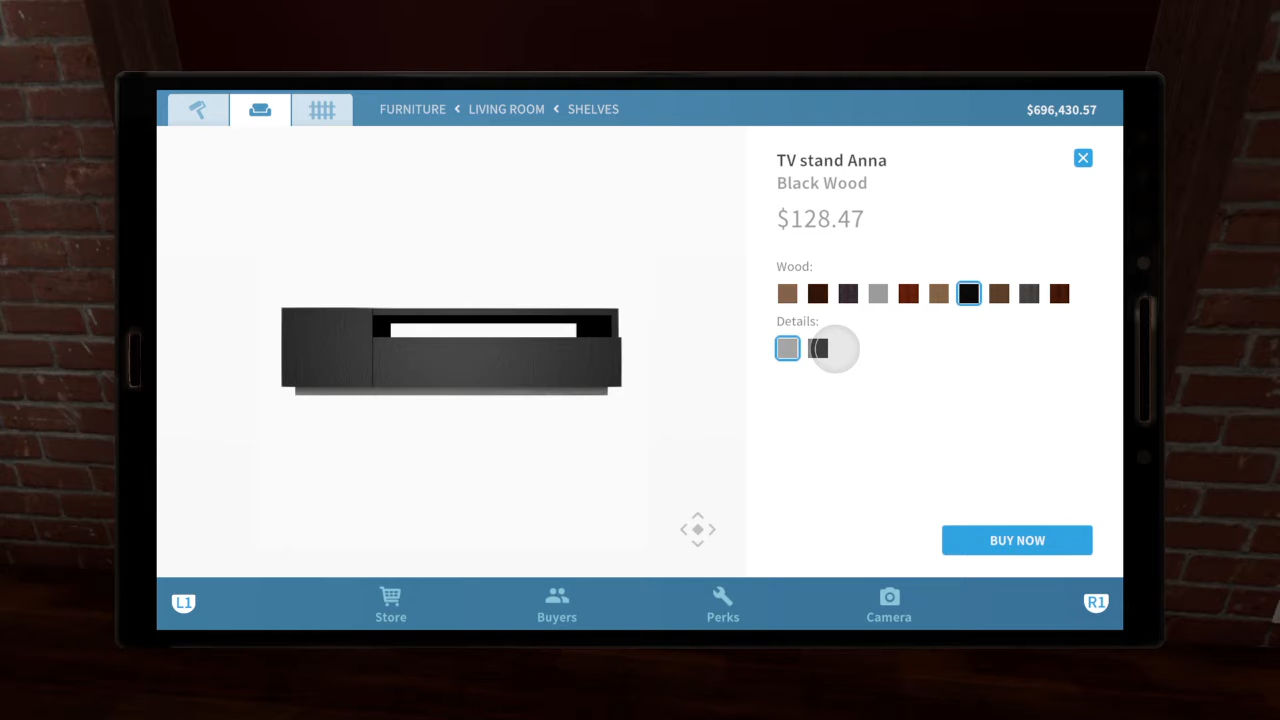 FURNITURE < LIVING ROOM < SHELVES
$696,430.57
TV stand Anna
Black Wood
$128.47
Wood:
Details:
BUY NOW
L1
Store
Buyers
Perks
Camera
R1